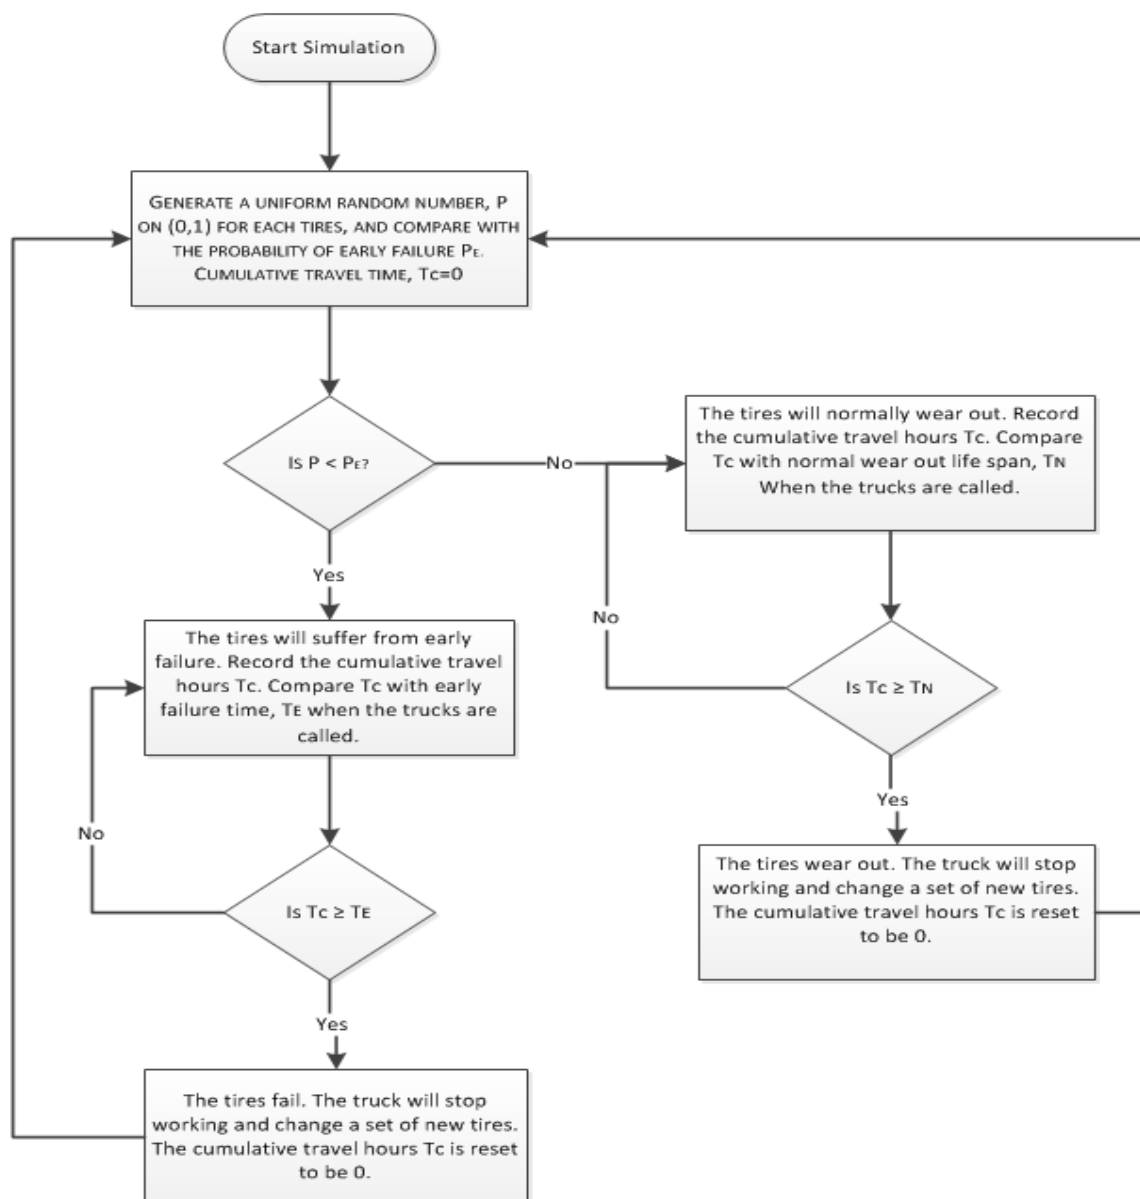 Start Simulation
GENERATE A UNIFORM RANDOM NUMBER, P
ON (0,1) FOR EACH TIRES, AND COMPARE WITH
THE PROBABILITY OF EARLY FAILURE PE.
CUMULATIVE TRAVEL TIME, TC=0
Is P < PE?
No
The tires will normally wear out. Record
the cumulative travel hours TC. Compare
TC with normal wear out life span, TN
When the trucks are called.
Yes
No
The tires will suffer from early
failure. Record the cumulative travel
hours TC. Compare TC with early
failure time, TE when the trucks are
called.
Is TC ≥ TN
Yes
No
The tires wear out. The truck will stop
working and change a set of new tires.
The cumulative travel hours TC is reset
to be 0.
Is TC ≥ TE
Yes
The tires fail. The truck will stop
working and change a set of new tires.
The cumulative travel hours TC is reset
to be 0.